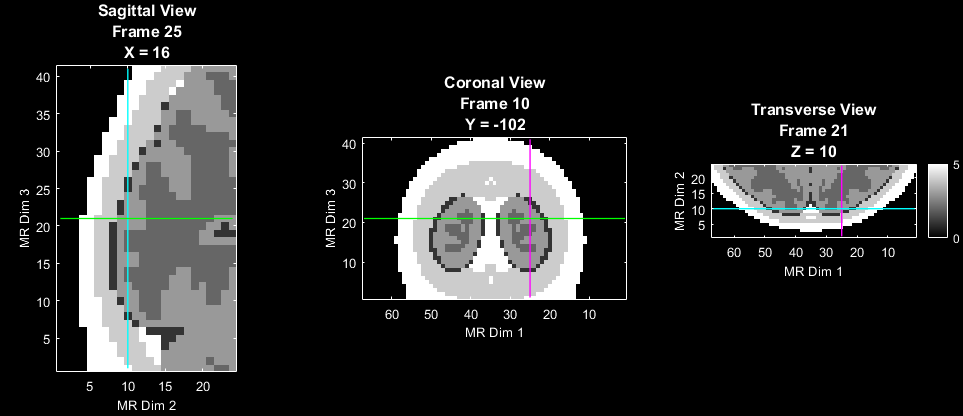 Sagittal View
Frame 25
X = 16
40
35
30
25
20
15
10
5
5
10
15
20
MR Dim 3
MR Dim 2
Coronal View
Frame 10
Y = -102
40
30
20
10
60
50
40
30
20
10
MR Dim 3
MR Dim 1
Transverse View
Frame 21
Z = 10
20
15
10
5
60
50
40
30
20
10
MR Dim 2
MR Dim 1
5
0